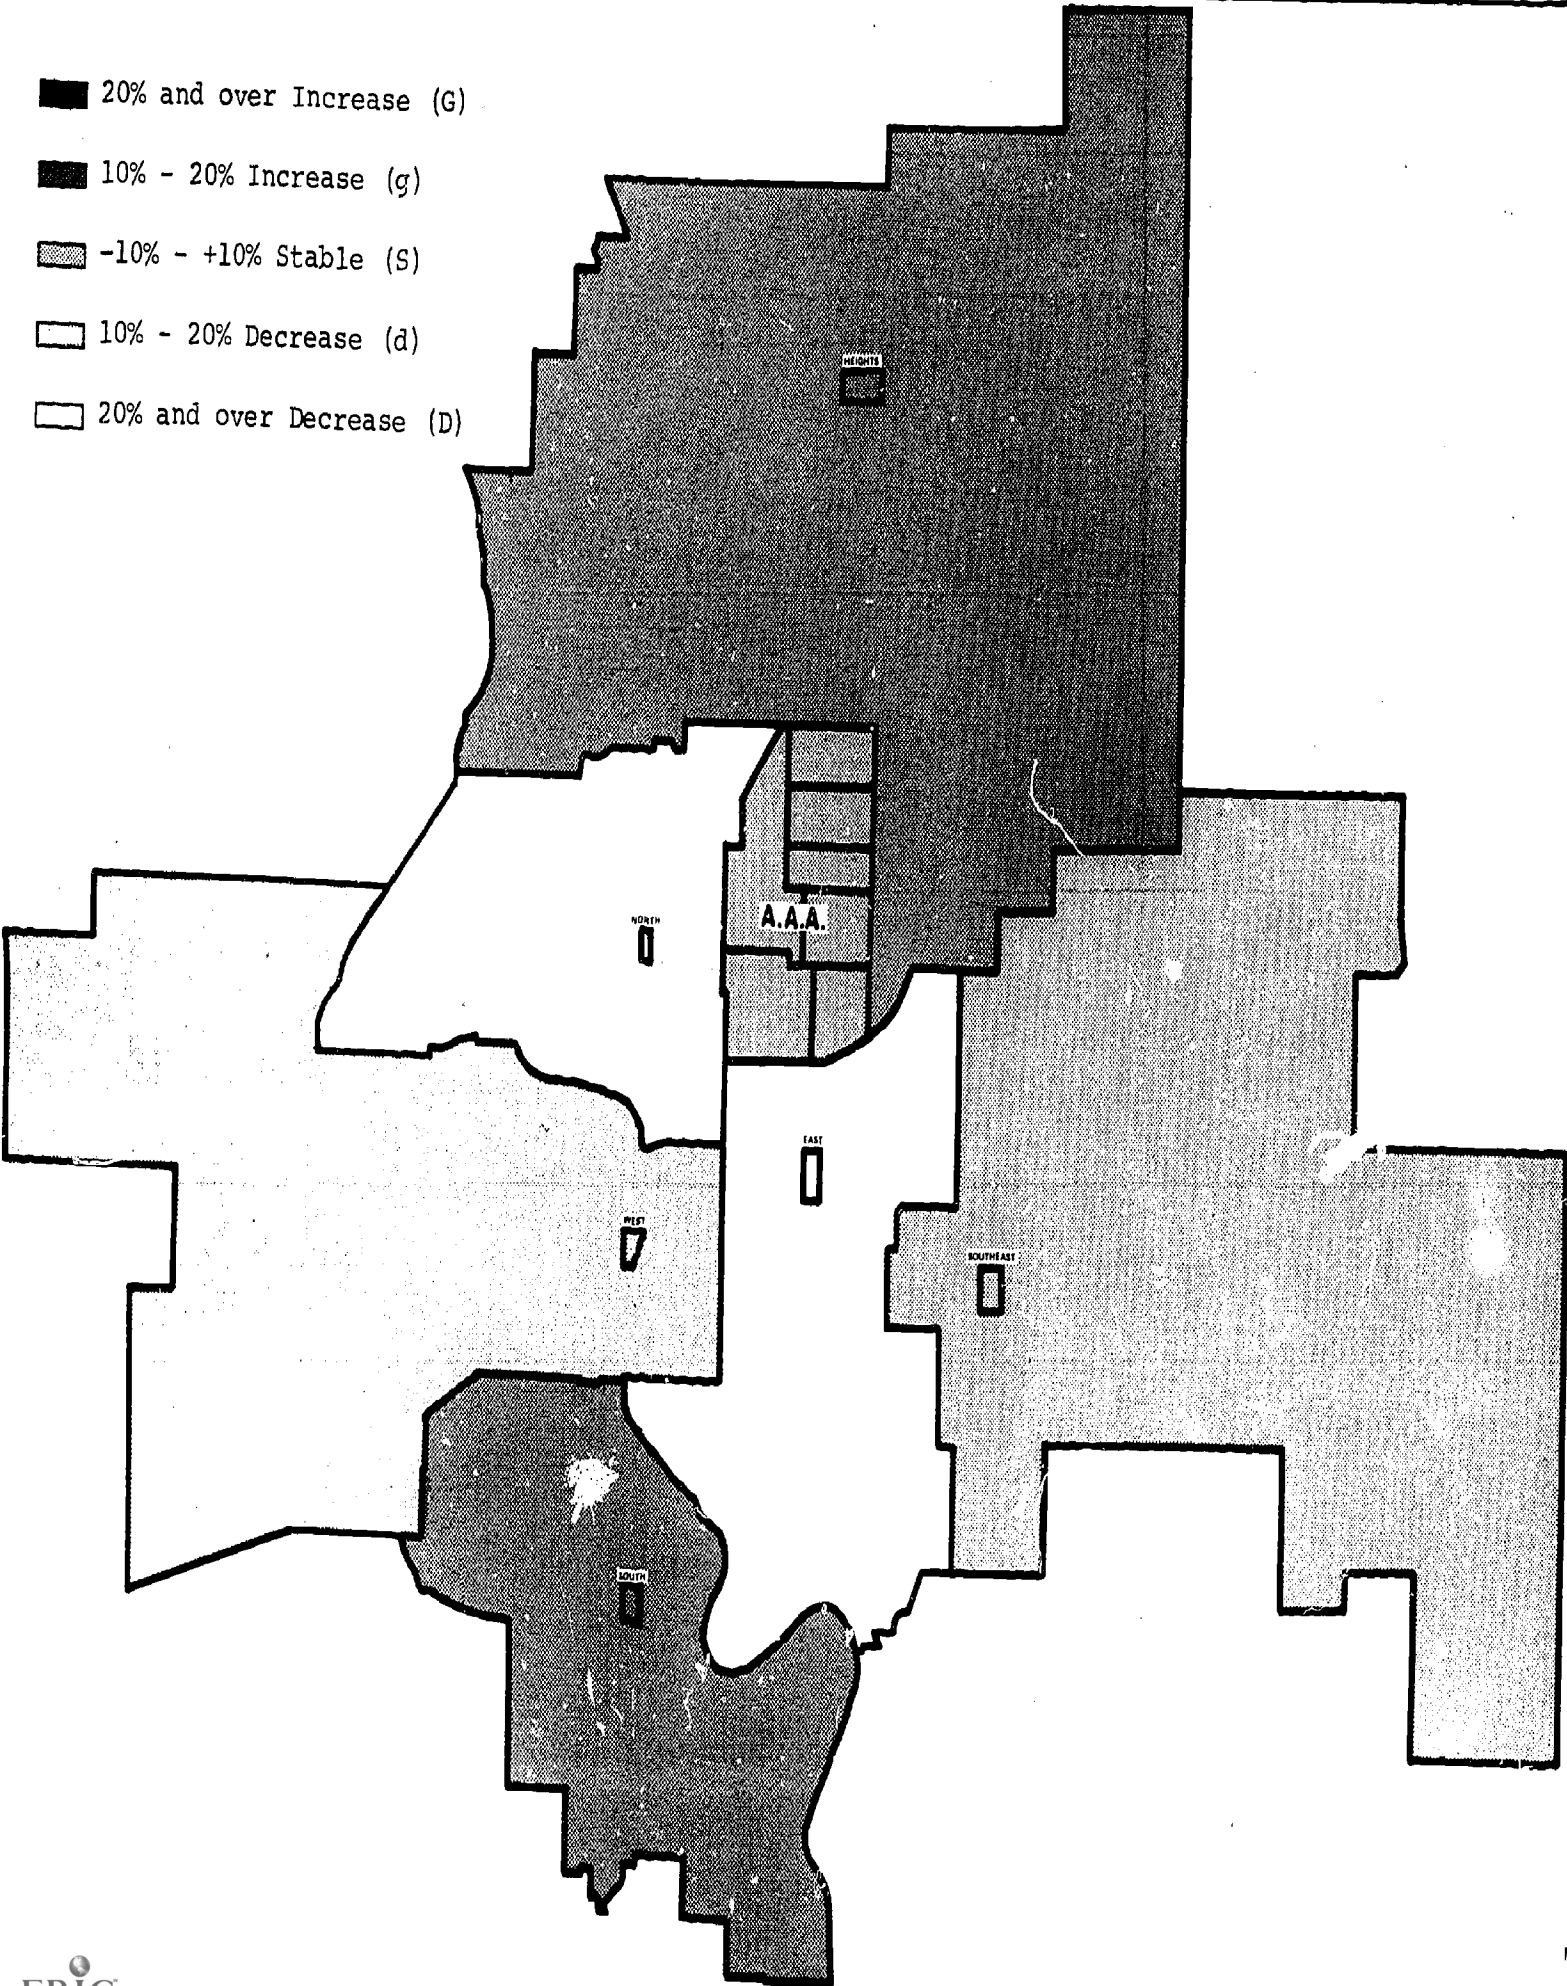 20% and over Increase (G)
10% - 20% Increase (g)
-10% - +10% Stable (S)
10% - 20% Decrease (d)
20% and over Decrease (D)
HEIGHTS
NORTH
A.A.A.
EAST
WEST
SOUTHEAST
SOUTH
ERIC